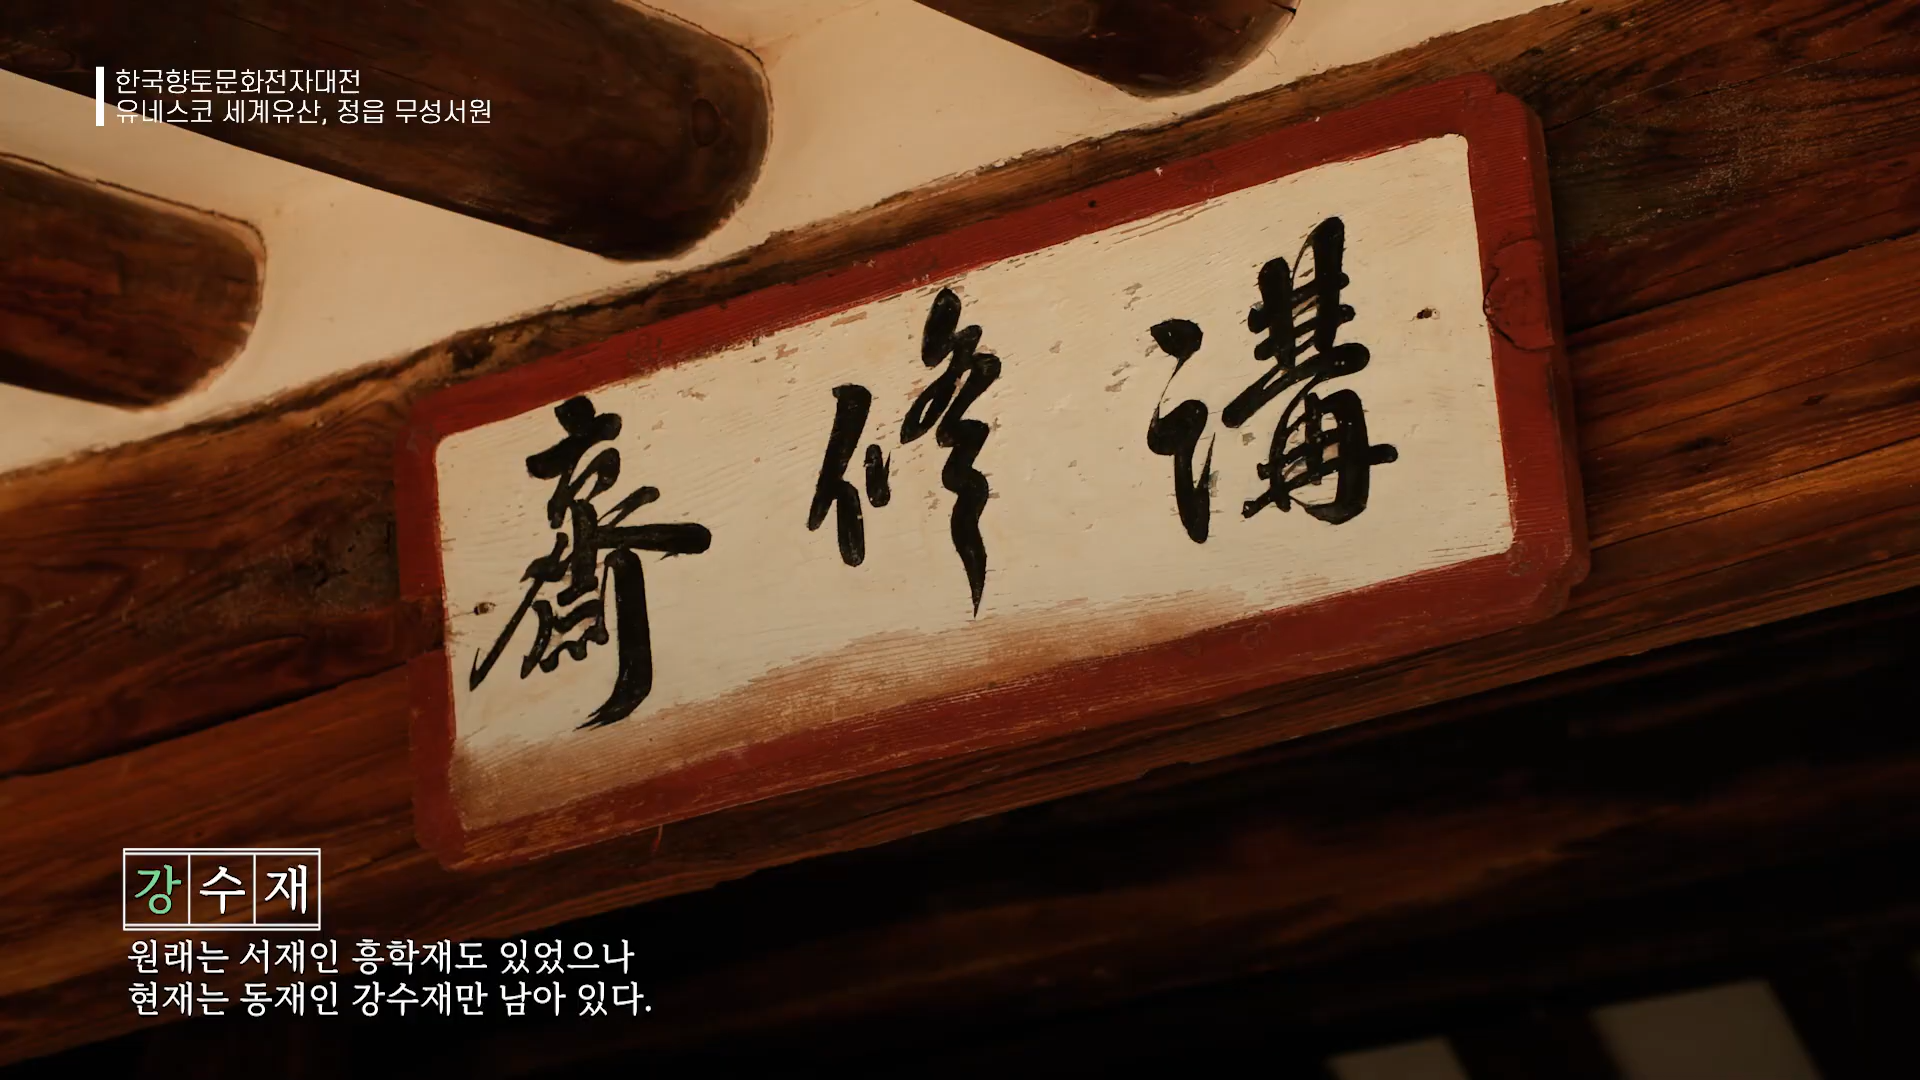 한국향토문화전자대전
유네스코 세계유산, 정읍 무성서원
講修齋
강수재
원래는 서재인 흥학재도 있었으나
현재는 동재인 강수재만 남아 있다.